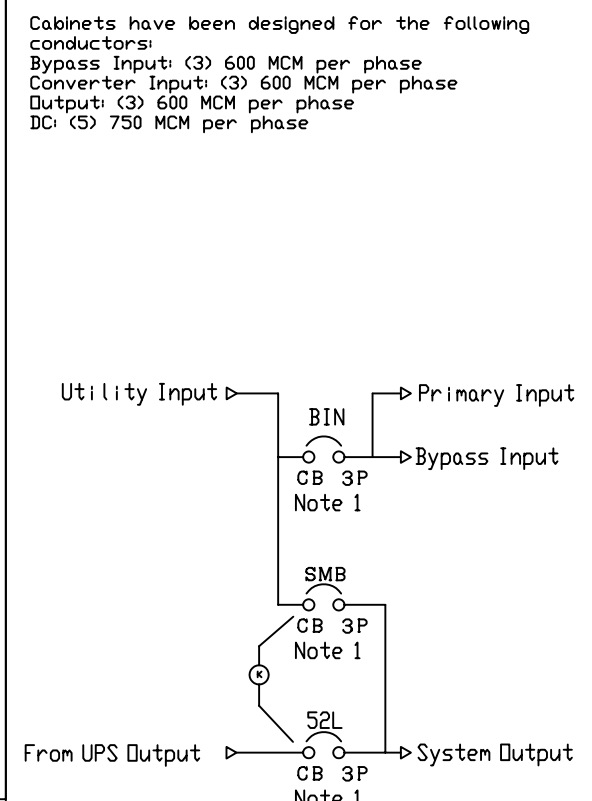 Cabinets have been designed for the following
conductors:
Bypass Input: (3) 600 MCM per phase
Converter Input: (3) 600 MCM per phase
Output: (3) 600 MCM per phase
DC: (5) 750 MCM per phase
Utility Input
Primary Input
BIN
Bypass Input
CB 3P
Note 1
SMB
CB 3P
Note 1
K
52L
From UPS Output
System Output
CB 3P
Note 1